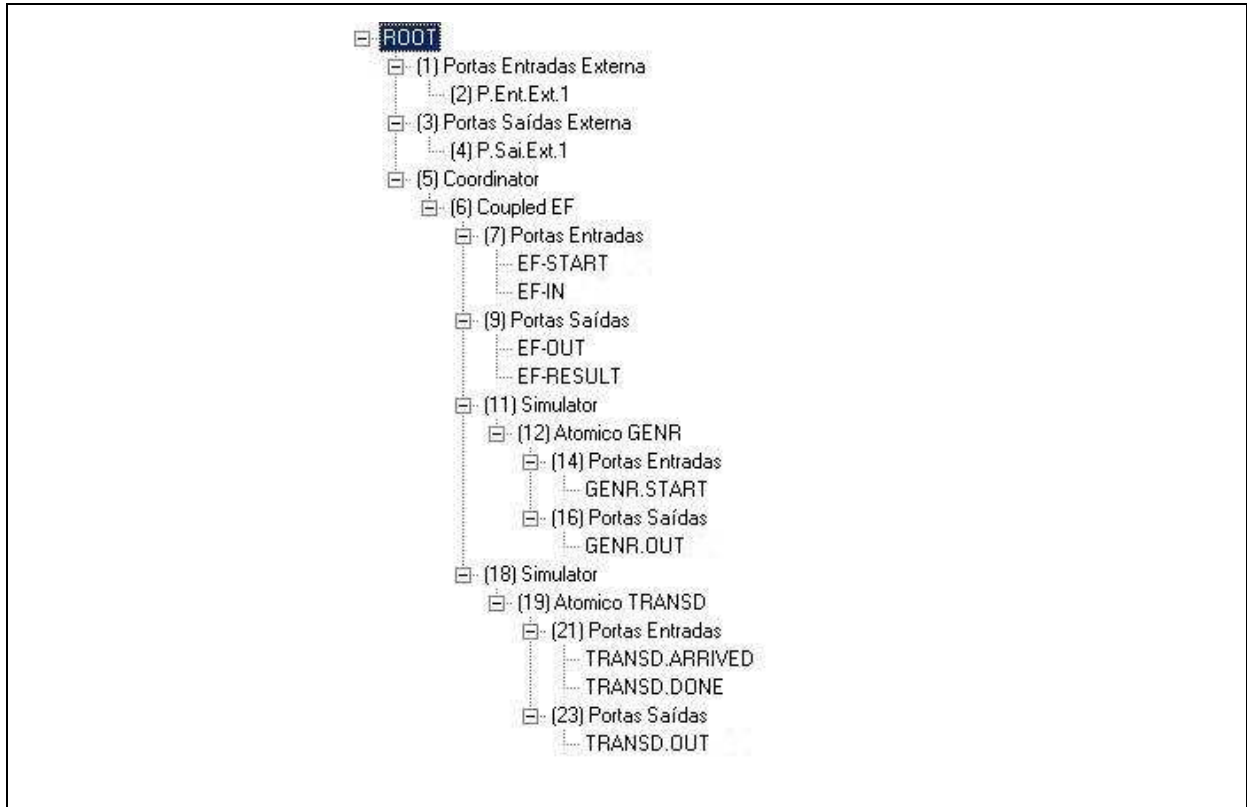 ROOT
(1) Portas Entradas Externa
(2) P.Ent.Ext.1
(3) Portas Saídas Externa
(4) P.Sai.Ext.1
(5) Coordinator
(6) Coupled EF
(7) Portas Entradas
EF-START
EF-IN
(9) Portas Saídas
EF-OUT
EF-RESULT
(11) Simulator
(12) Atomico GENR
(14) Portas Entradas
GENR.START
(16) Portas Saídas
GENR.OUT
(18) Simulator
(19) Atomico TRANSD
(21) Portas Entradas
TRANSD.ARRIVED
TRANSD.DONE
(23) Portas Saídas
TRANSD.OUT